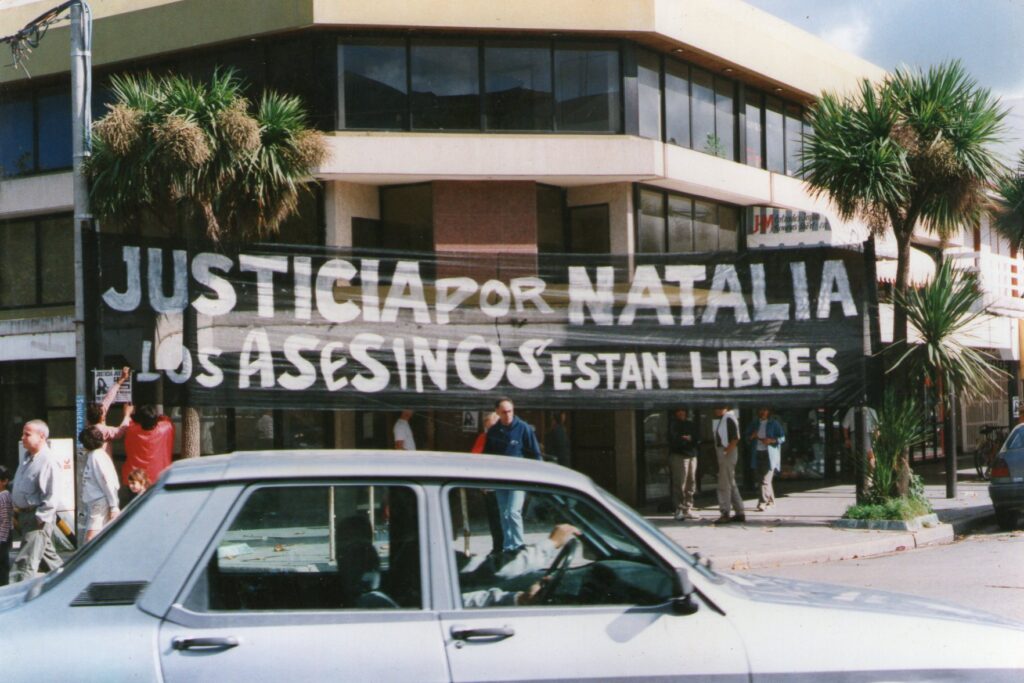 JUSTICIA POR NATALIA
LOS ASESINOS ESTAN LIBRES